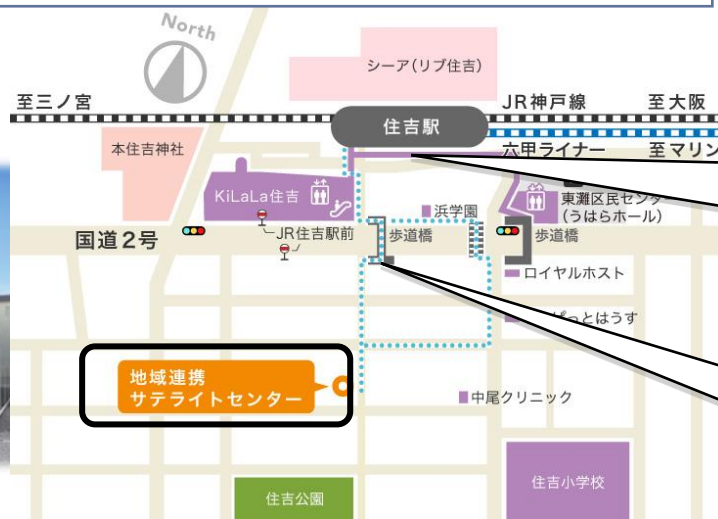 North
シーア(リブ住吉)
至三ノ宮
JR神戸線
至大阪
住吉駅
本住吉神社
六甲ライナー
至マリン
KiLaLa住吉
浜学園
東灘区民センター
(うはらホール)
国道2号
JR住吉駅前
歩道橋
歩道橋
ロイヤルホスト
ぱっとはうす
地域連携
サテライトセンター
中尾クリニック
住吉小学校
住吉公園